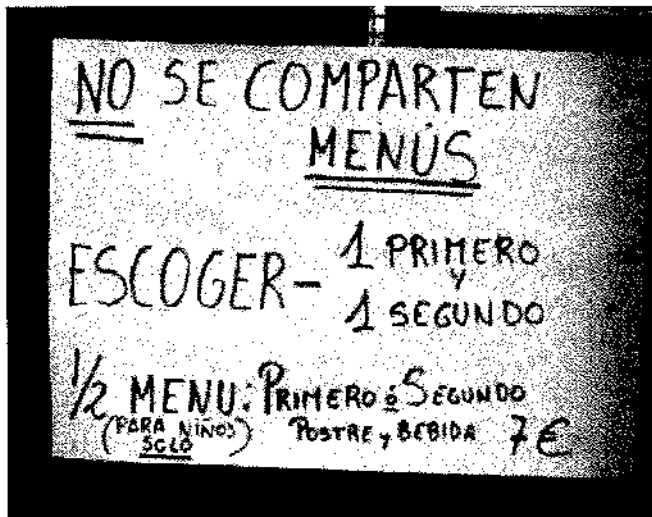 NO SE COMPARTEN
MENÚS
ESCOGER - 1 PRIMERO
Y
1 SEGUNDO
1/2 MENU: PRIMERO ó SEGUNDO
(PARA NIÑOS SOLO) POSTRE y BEBIDA 7€